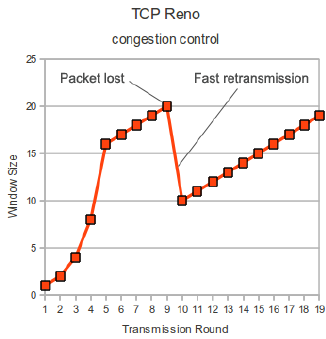 TCP Reno
congestion control
25
Packet lost
Fast retransmission
20
15
Window Size
10
5
0
1 2 3 4 5 6 7 8 9 10 11 12 13 14 15 16 17 18 19
Transmission Round